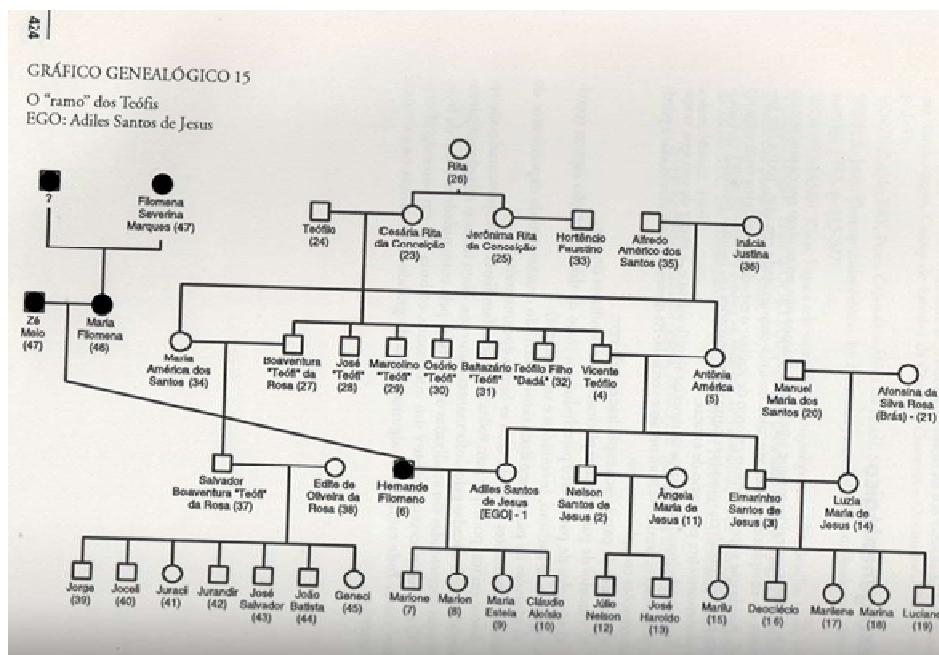 424
GRÁFICO GENEALÓGICO 15
O "ramo" dos Teófis
EGO: Adiles Santos de Jesus
Rita
(26)
?
Filomena
Severina
Marques (47)
Teófilo
(24)
Cesária Rita
da Conceição
(23)
Jerônima Rita
da Conceição
(25)
Hortêncio
Faustino
(33)
Alfredo
Américo dos
Santos (35)
Inácia
Justina
(36)
Zé
Meio
(47)
Maria
Filomena
(46)
Maria
América dos
Santos (34)
Boaventura
"Teófi" da
Rosa (27)
José
"Teófi"
(28)
Marcolino
"Teófi"
(29)
Osório
"Teófi"
(30)
Baltazário
"Teófi"
(31)
Teófilo Filho
"Dadá" (32)
Vicente
Teófilo
(4)
Antônia
América
(5)
Manuel
Maria dos
Santos (20)
Afonsina da
Silva Rosa
(Brás) - (21)
Salvador
Boaventura "Teófi"
da Rosa (37)
Edite de
Oliveira da
Rosa (38)
Hernande
Filomeno
(6)
Adiles Santos
de Jesus
[EGO] - 1
Nelson
Santos de
Jesus (2)
Ângela
Maria de
Jesus (11)
Elmarinho
Santos de
Jesus (3)
Luzia
Maria de
Jesus (14)
Jorge
(39)
Joceli
(40)
Juraci
(41)
Jurandir
(42)
José
Salvador
(43)
João
Batista
(44)
Geneci
(45)
Marione
(7)
Marlon
(8)
Maria
Estela
(9)
Cláudio
Aloísio
(10)
Júlio
Nelson
(12)
José
Haroldo
(13)
Marilu
(15)
Deoclécio
(16)
Marilene
(17)
Marina
(18)
Luciano
(19)